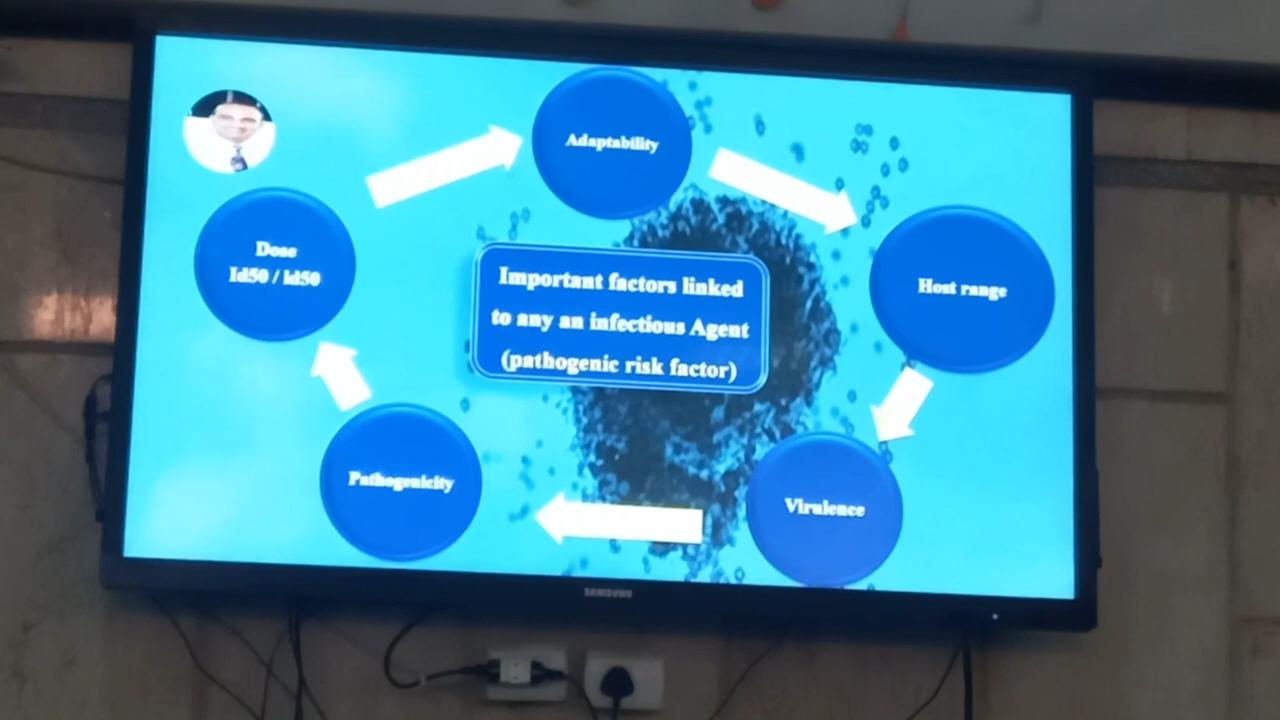 Adaptability
Dose
Id50 / ld50
Host range
Important factors linked
to any an infectious Agent
(pathogenic risk factor)
Pathogenicity
Virulence
SAMSUNG